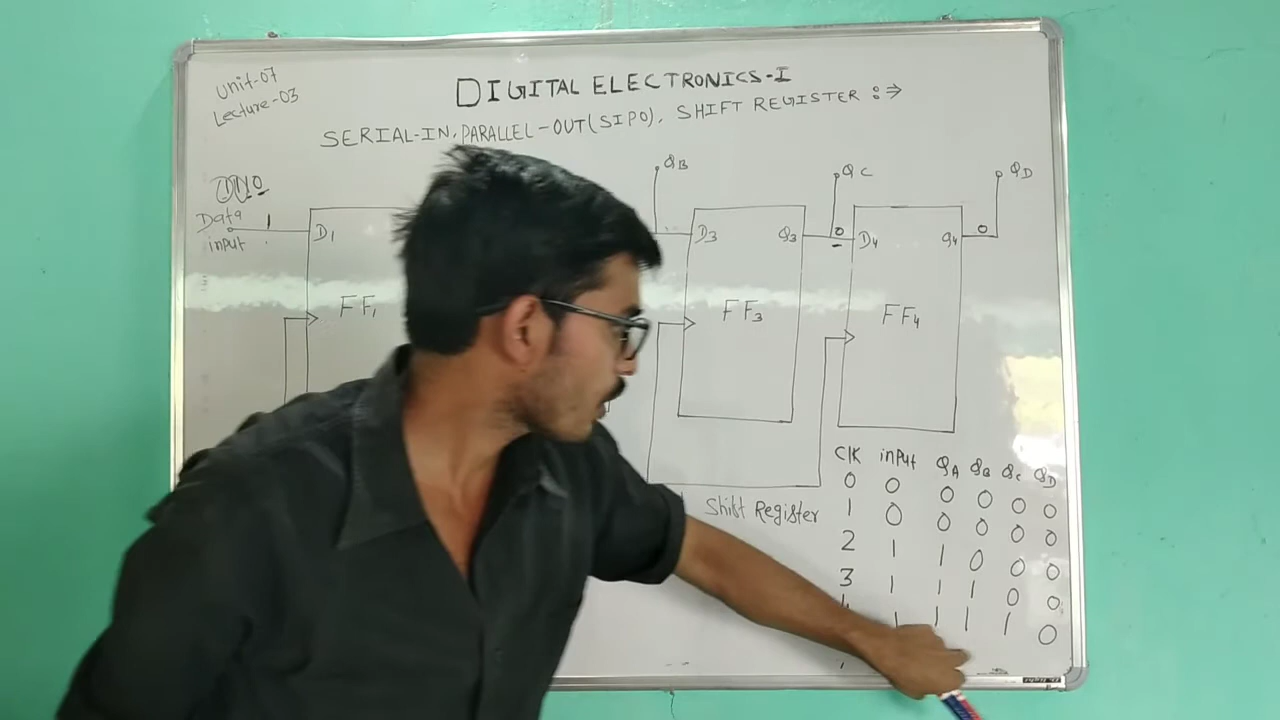 Unit-07
Lecture-03
DIGITAL ELECTRONICS-I
SERIAL-IN, PARALLEL-OUT(SIPO), SHIFT REGISTER :⇒
1110
Data
input
1
D1
FF1
QB
D3
Q3
FF3
QC
0
D4
Q4
FF4
QD
0
Shift Register
Clk input QA QB QC QD
0 0 0 0 0 0
1 0 0 0 0 0
2 1 1 0 0 0
3 1 1 1 0 0
4 1 1 1 1 0